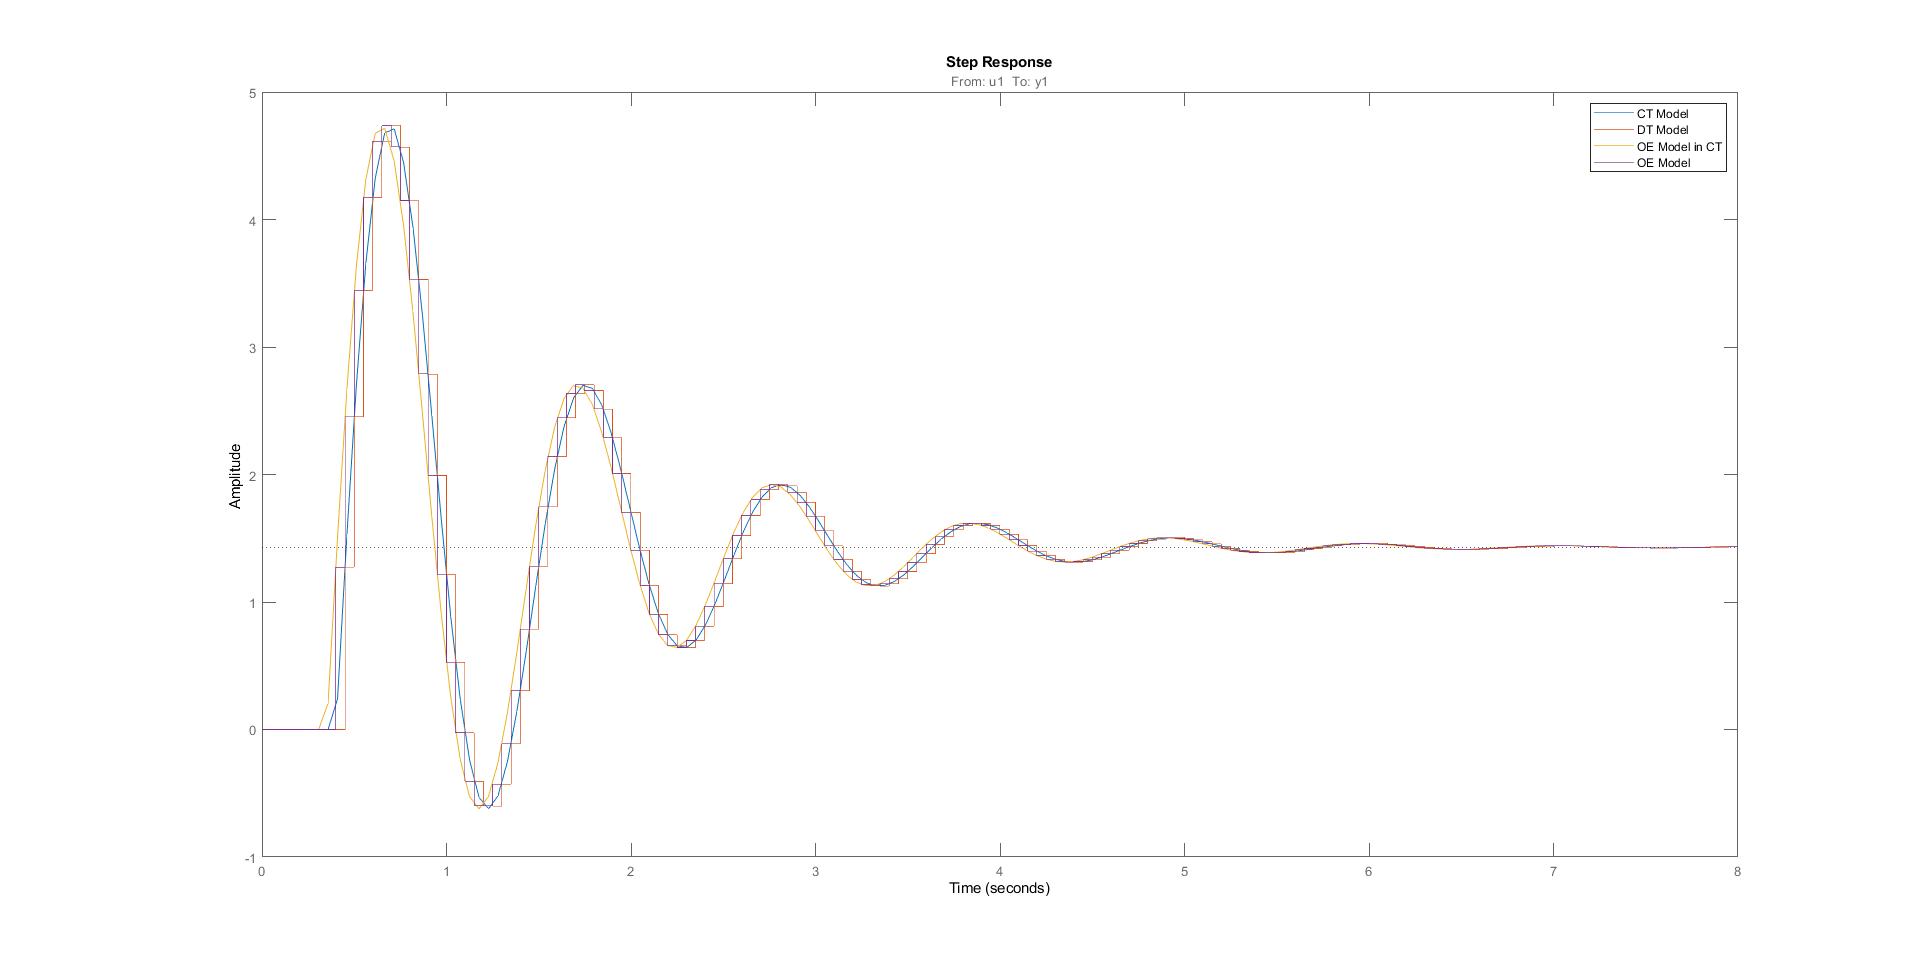 Step Response
From: u1 To: y1
5
4
3
2
1
0
-1
Amplitude
CT Model
DT Model
OE Model in CT
OE Model
0 1 2 3 4 5 6 7 8
Time (seconds)